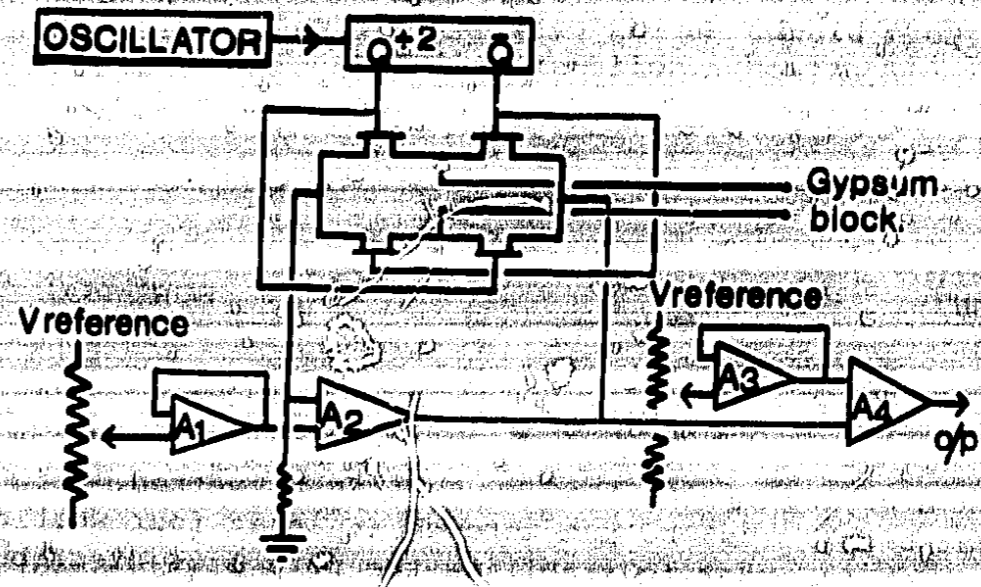 OSCILLATOR
÷2
Q
Q̅
Gypsum
block.
Vreference
Vreference
A1
A2
A3
A4
o/p